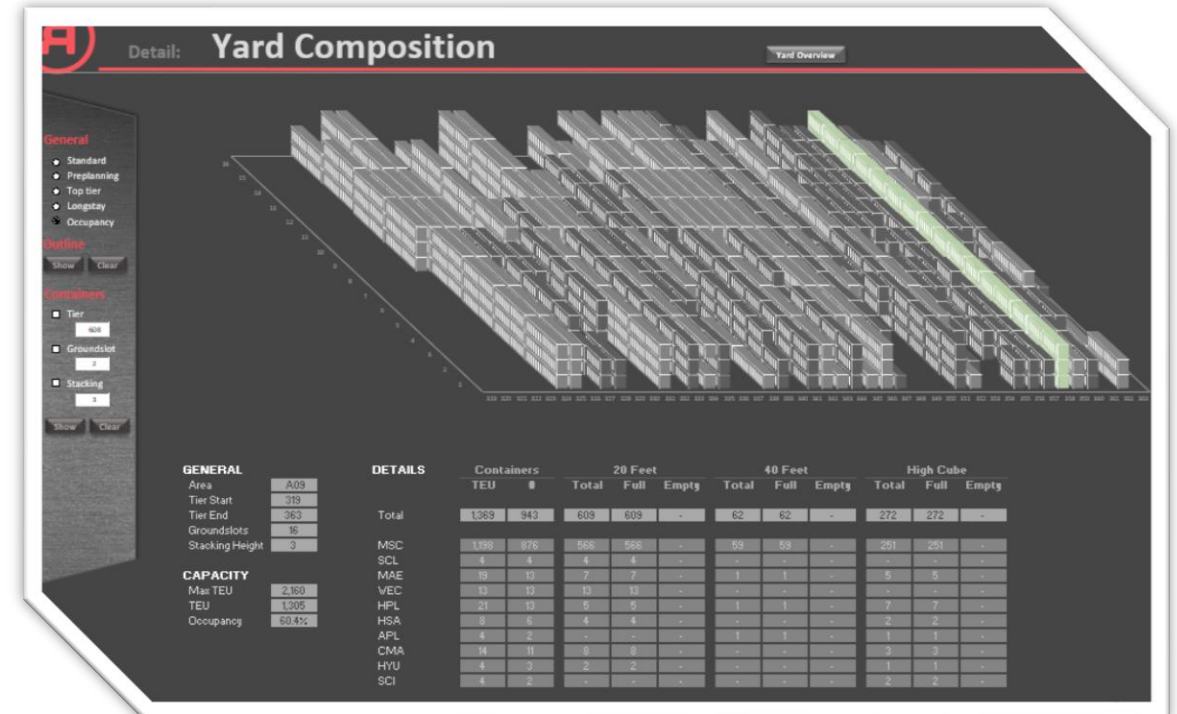 Detail: Yard Composition
Yard Overview
General
Standard
Preplanning
Top tier
Longstay
Occupancy
Outline
Show Clear
Containers
Tier
608
Groundslot
Stacking
3
Show Clear
GENERAL
Area A09
Tier Start 319
Tier End 363
Groundslots 16
Stacking Height 3
CAPACITY
Max TEU 2,160
TEU 1,305
Occupancy 60.4%
DETAILS Containers 20 Feet 40 Feet High Cube
TEU # Total Full Empty Total Full Empty Total Full Empty
Total 1,369 943 609 609 - 62 62 - 272 272 -
MSC 1,198 876 566 566 - 59 59 - 251 251 -
SCL 4 4 4 4 - - - - - - -
MAE 19 13 7 7 - 1 1 - 5 5 -
VEC 13 13 13 13 - - - - - - -
HPL 21 13 5 5 - 1 1 - 7 7 -
HSA 8 6 4 4 - - - - 2 2 -
APL 4 2 - - - 1 1 - 1 1 -
CMA 14 11 8 8 - - - - 3 3 -
HYU 4 3 2 2 - - - - 1 1 -
SCI 4 2 - - - - - - 2 2 -